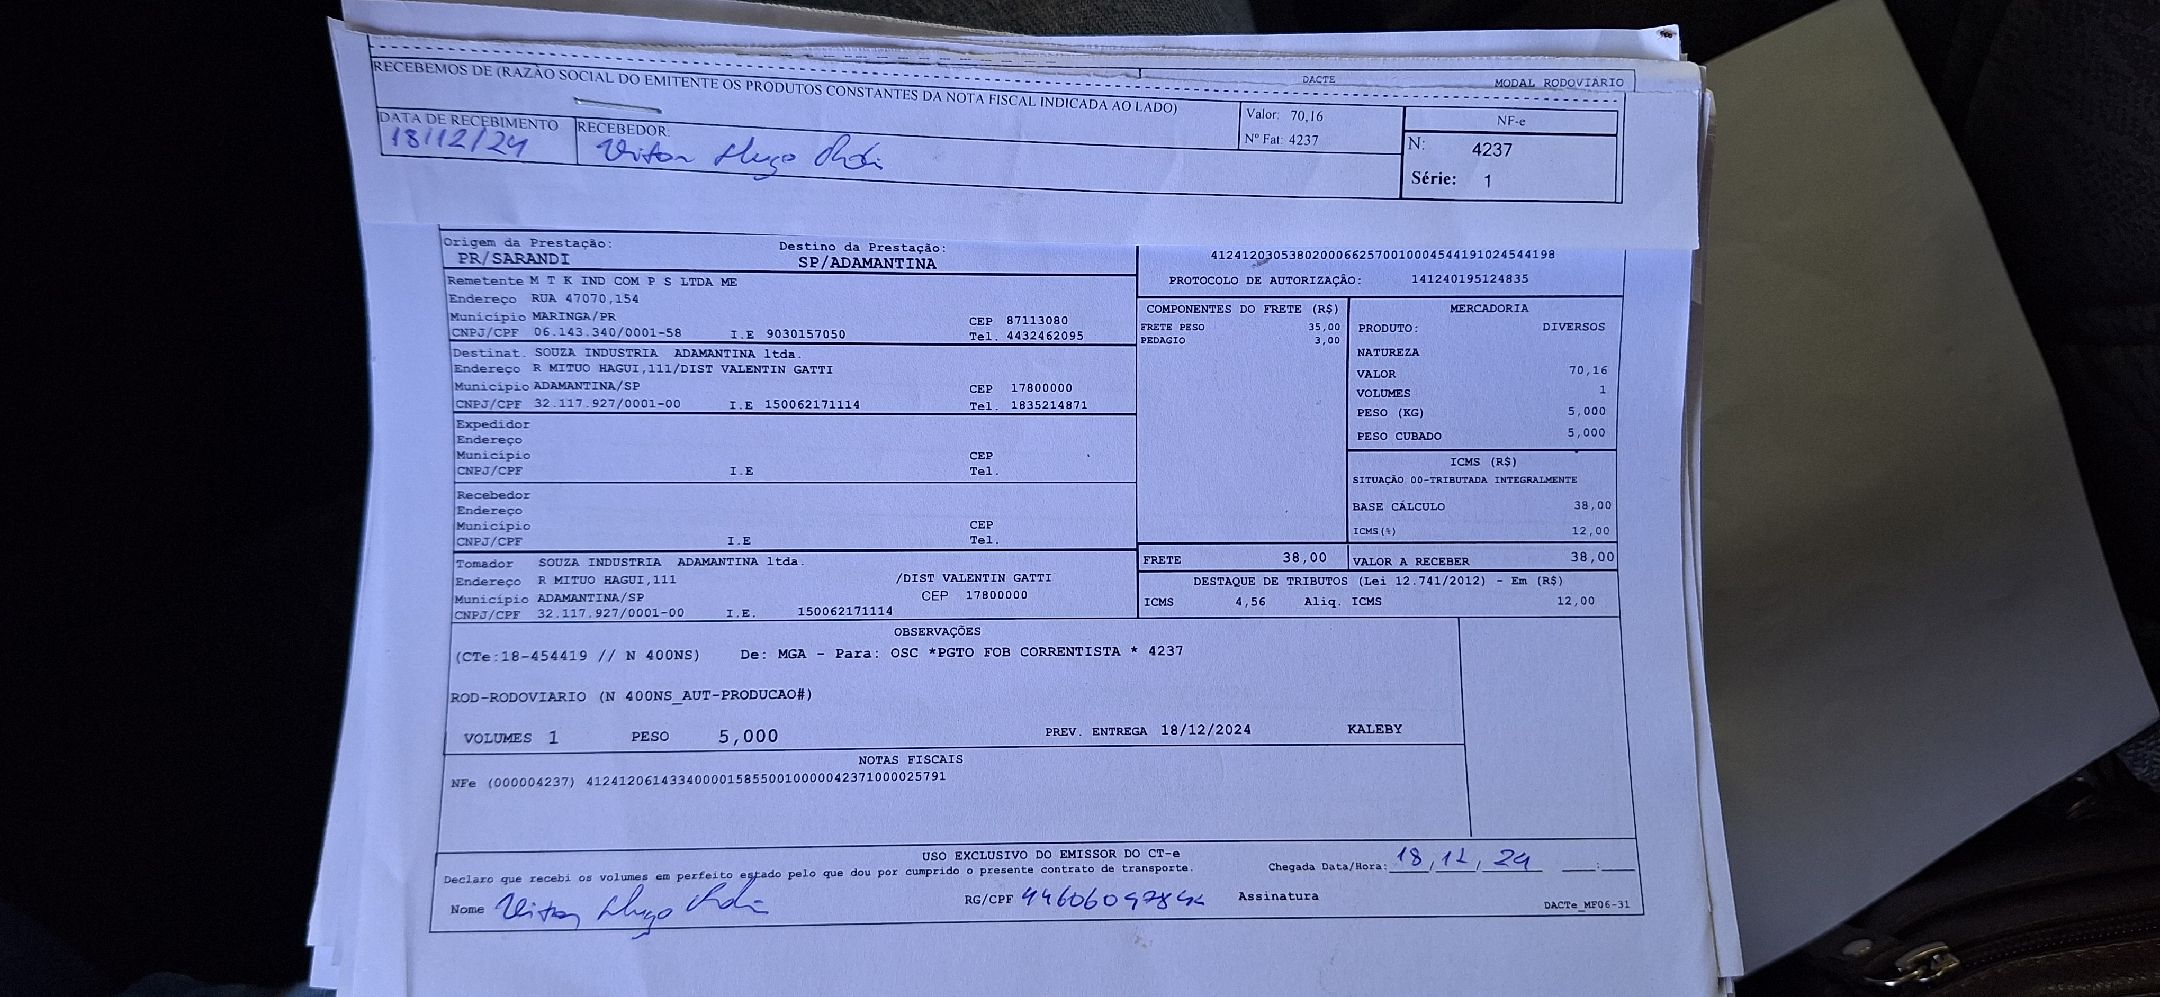 DACTE MODAL RODOVIARIO
RECEBEMOS DE (RAZAO SOCIAL DO EMITENTE OS PRODUTOS CONSTANTES DA NOTA FISCAL INDICADA AO LADO)
DATA DE RECEBIMENTO RECEBEDOR:
18/12/24 Vitor Hugo
Valor: 70,16
Nº Fat: 4237
NF-e
N: 4237
Série: 1
Origem da Prestação: Destino da Prestação:
PR/SARANDI SP/ADAMANTINA
Remetente M T K IND COM P S LTDA ME
Endereço RUA 47070,154
Município MARINGA/PR CEP 87113080
CNPJ/CPF 06.143.340/0001-58 I.E 9030157050 Tel. 4432462095
Destinat. SOUZA INDUSTRIA ADAMANTINA ltda.
Endereço R MITUO HAGUI,111/DIST VALENTIN GATTI
Município ADAMANTINA/SP CEP 17800000
CNPJ/CPF 32.117.927/0001-00 I.E 150062171114 Tel. 1835214871
Expedidor
Endereço
Município CEP
CNPJ/CPF I.E Tel.
Recebedor
Endereço
Município CEP
CNPJ/CPF I.E Tel.
Tomador SOUZA INDUSTRIA ADAMANTINA ltda.
Endereço R MITUO HAGUI,111 /DIST VALENTIN GATTI
Município ADAMANTINA/SP CEP 17800000
CNPJ/CPF 32.117.927/0001-00 I.E. 150062171114
41241203053802000662570010004544191024544198
PROTOCOLO DE AUTORIZAÇÃO: 141240195124835
COMPONENTES DO FRETE (R$)
FRETE PESO 35,00
PEDAGIO 3,00
MERCADORIA
PRODUTO: DIVERSOS
NATUREZA
VALOR 70,16
VOLUMES 1
PESO (KG) 5,000
PESO CUBADO 5,000
ICMS (R$)
SITUAÇÃO 00-TRIBUTADA INTEGRALMENTE
BASE CÁLCULO 38,00
ICMS(%) 12,00
FRETE 38,00 VALOR A RECEBER 38,00
DESTAQUE DE TRIBUTOS (Lei 12.741/2012) - Em (R$)
ICMS 4,56 Aliq. ICMS 12,00
OBSERVAÇÕES
(CTe:18-454419 // N 400NS) De: MGA - Para: OSC *PGTO FOB CORRENTISTA * 4237
ROD-RODOVIARIO (N 400NS_AUT-PRODUCAO#)
VOLUMES 1 PESO 5,000 PREV. ENTREGA 18/12/2024 KALEBY
NOTAS FISCAIS
NFe (000004237) 41241206143340000158550010000042371000025791
USO EXCLUSIVO DO EMISSOR DO CT-e
Declaro que recebi os volumes em perfeito estado pelo que dou por cumprido o presente contrato de transporte.
Chegada Data/Hora: 18/12/24 :
Nome Vitor Hugo RG/CPF Assinatura
DACTe_MF06-31